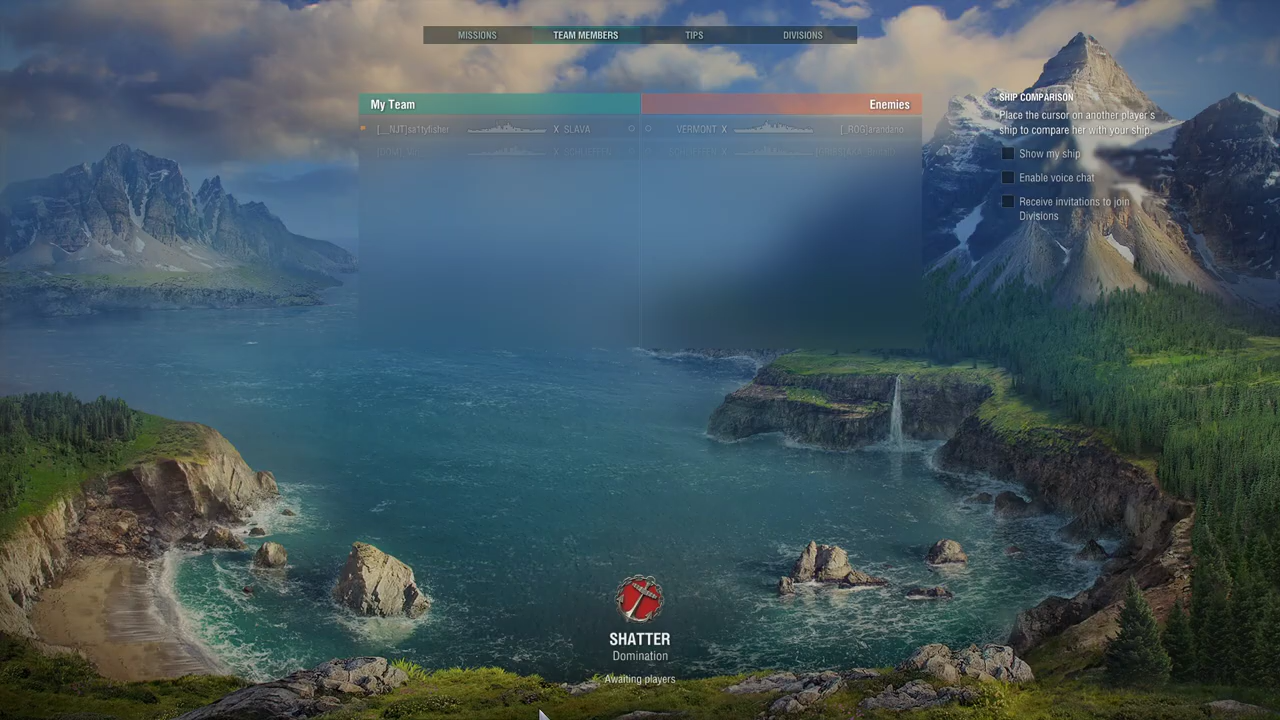 MISSIONS TEAM MEMBERS TIPS DIVISIONS
My Team Enemies
X SLAVA VERMONT X [_ROG]arandano
SHIP COMPARISON
Place the cursor on another player's
ship to compare her with your ship.
Show my ship
Enable voice chat
Receive invitations to join
Divisions
SHATTER
Domination
Awaiting players